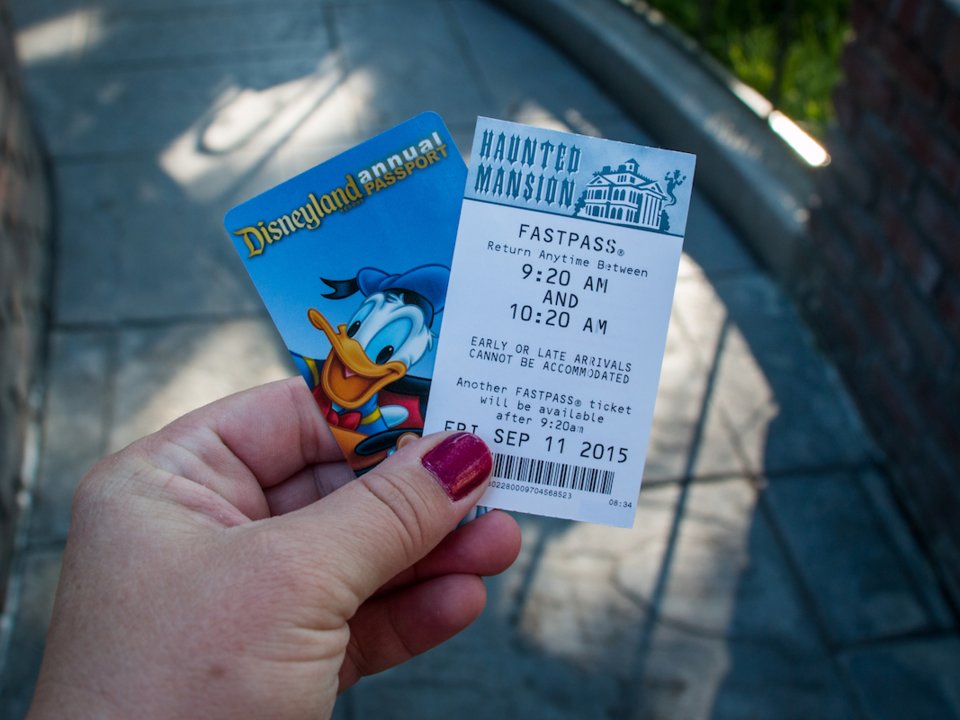 Disneyland annual
PASSPORT
HAUNTED
MANSION
FASTPASS®
Return Anytime Between
9:20 AM
AND
10:20 AM
EARLY OR LATE ARRIVALS
CANNOT BE ACCOMMODATED
Another FASTPASS® ticket
will be available
after 9:20am
FRI SEP 11 2015
02280009704568523
08:34